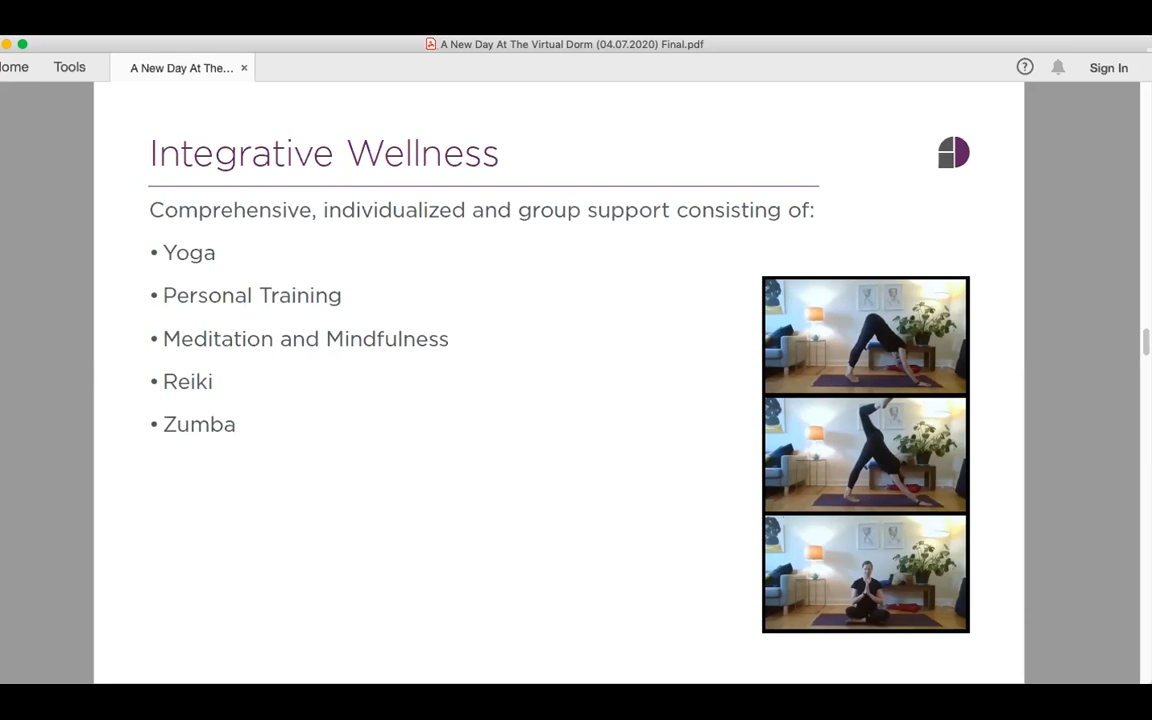 A New Day At The Virtual Dorm (04.07.2020) Final.pdf
ome
Tools
A New Day At The... ×
?
Sign In
Integrative Wellness
Comprehensive, individualized and group support consisting of:
• Yoga
• Personal Training
• Meditation and Mindfulness
• Reiki
• Zumba